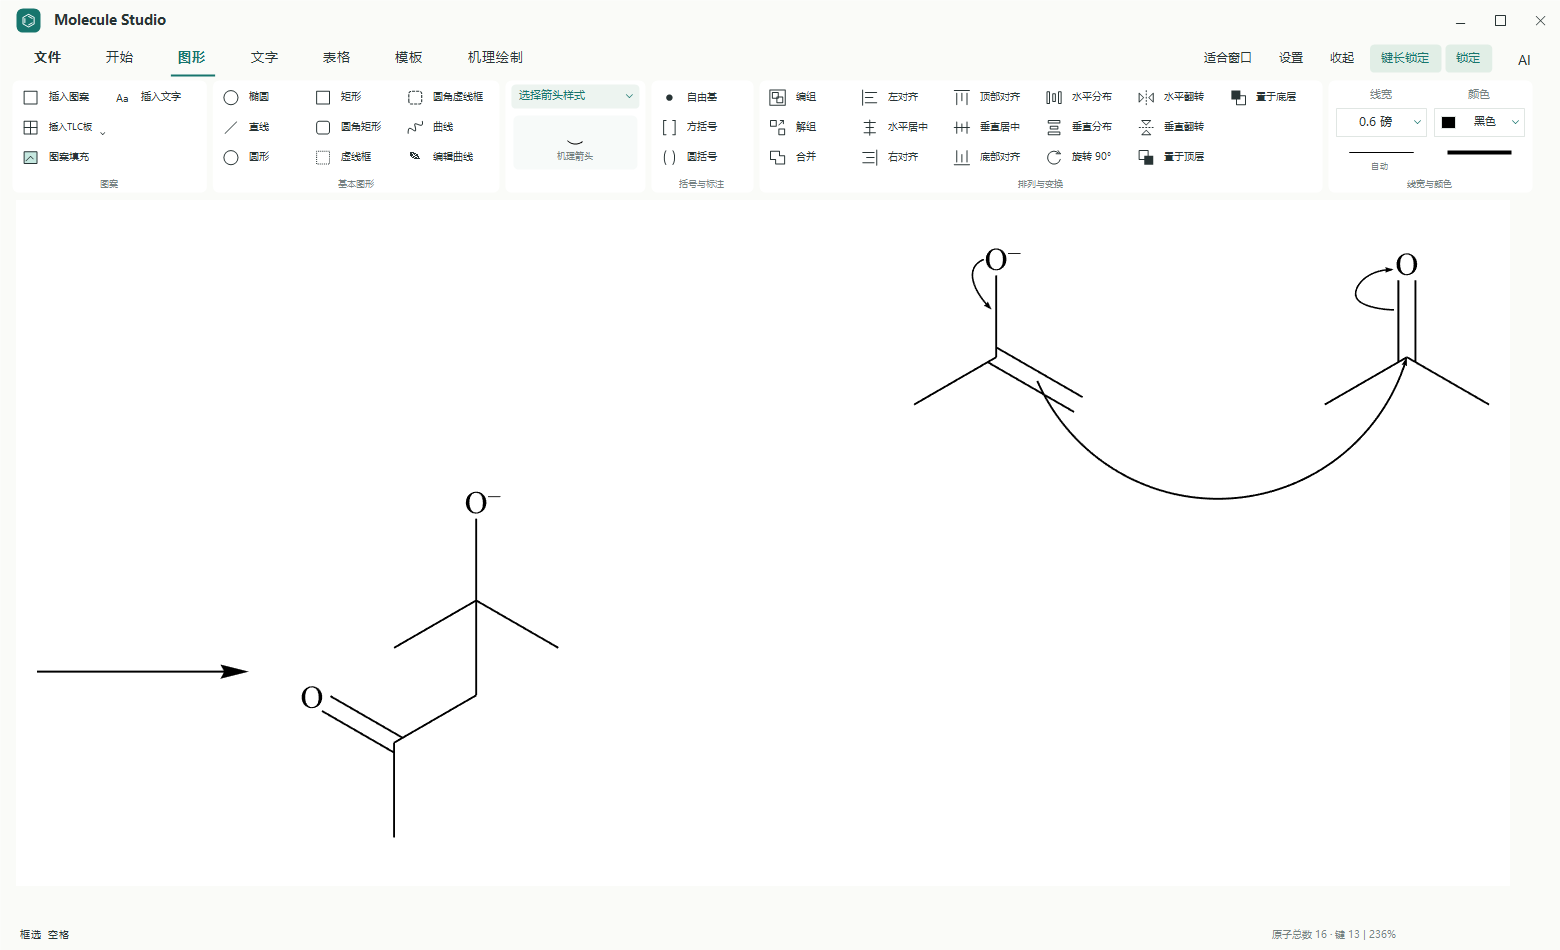 Molecule Studio
文件 开始 图形 文字 表格 模板 机理绘制 适合窗口 设置 收起 键长锁定 锁定 AI
插入图案 Aa 插入文字
插入TLC板
图案填充
图案
椭圆 矩形 圆角虚线框
直线 圆角矩形 曲线
圆形 虚线框 编辑曲线
基本图形
选择箭头样式
机理箭头
自由基
方括号
圆括号
括号与标注
编组 左对齐 顶部对齐 水平分布 水平翻转 置于底层
解组 水平居中 垂直居中 垂直分布 垂直翻转
合并 右对齐 底部对齐 旋转 90° 置于顶层
排列与变换
线宽 颜色
0.6 磅 黑色
自动
线宽与颜色
O−
O
O−
O
框选 空格
原子总数 16 · 键 13 | 236%